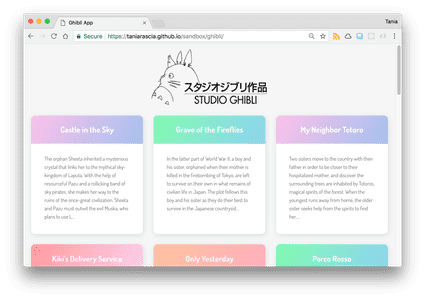 Ghibli App
Tania
Secure
https://taniarascia.github.io/sandbox/ghibli/
スタジオジブリ作品
STUDIO GHIBLI
Castle in the Sky
Grave of the Fireflies
My Neighbor Totoro
The orphan Sheeta inherited a mysterious
crystal that links her to the mythical sky-
kingdom of Laputa. With the help of
resourceful Pazu and a rollicking band of
sky pirates, she makes her way to the
ruins of the once-great civilization. Sheeta
and Pazu must outwit the evil Muska, who
plans to use L...
In the latter part of World War II, a boy and
his sister, orphaned when their mother is
killed in the firebombing of Tokyo, are left
to survive on their own in what remains of
civilian life in Japan. The plot follows this
boy and his sister as they do their best to
survive in the Japanese countrysid...
Two sisters move to the country with their
father in order to be closer to their
hospitalized mother, and discover the
surrounding trees are inhabited by Totoros,
magical spirits of the forest. When the
youngest runs away from home, the older
sister seeks help from the spirits to find
her...
Kiki's Delivery Service
Only Yesterday
Porco Rosso